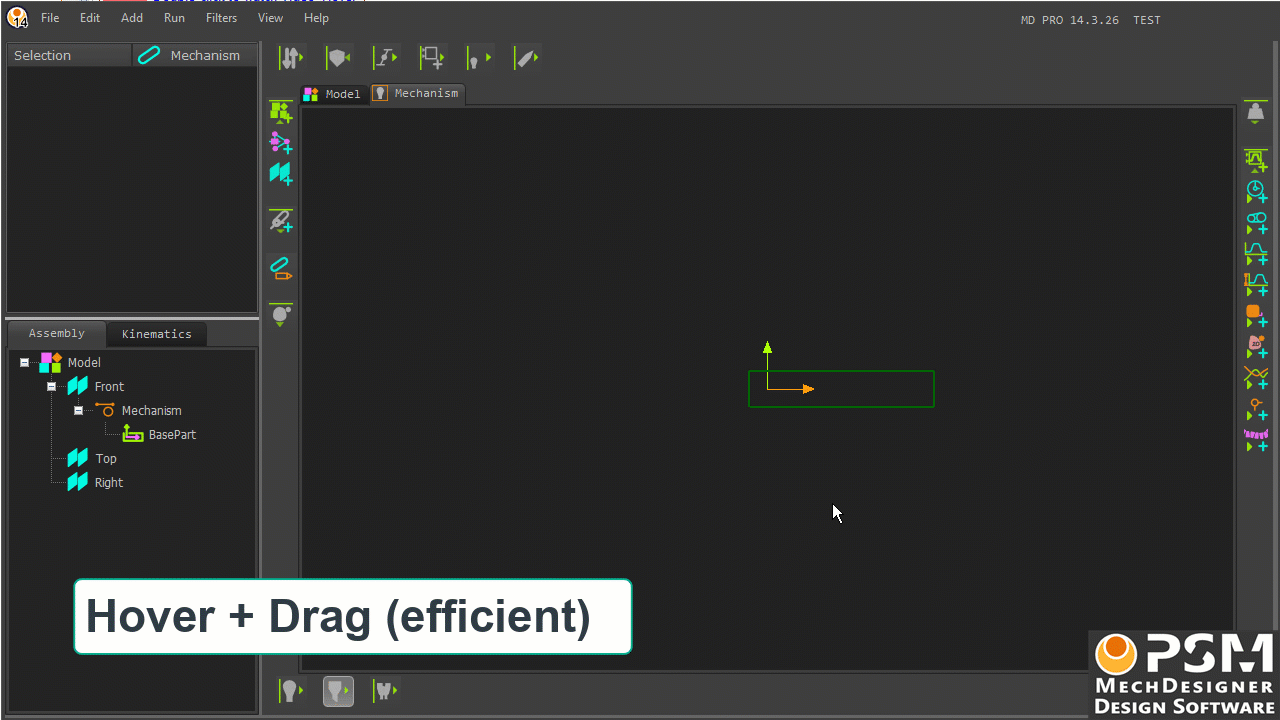 14 File Edit Add Run Filters View Help
MD PRO 14.3.26 TEST
Selection Mechanism
Model Mechanism
Assembly Kinematics
Model
Front
Mechanism
BasePart
Top
Right
Hover + Drag (efficient)
PSM
MECHDESIGNER
DESIGN SOFTWARE